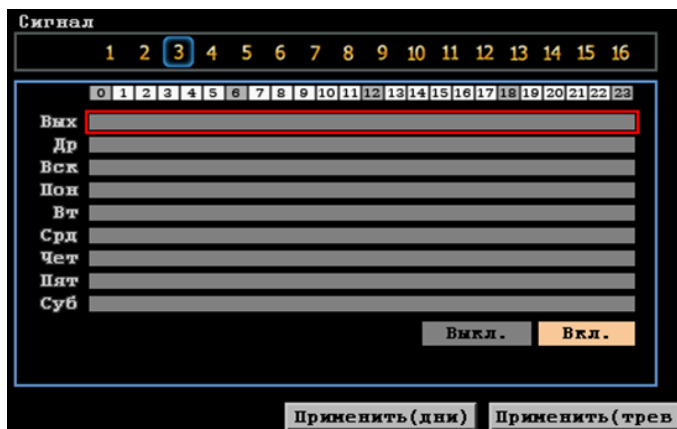 Сигнал
1 2 3 4 5 6 7 8 9 10 11 12 13 14 15 16
0 1 2 3 4 5 6 7 8 9 10 11 12 13 14 15 16 17 18 19 20 21 22 23
Вых
Др
Вск
Пон
Вт
Срд
Чет
Пят
Суб
Выкл. Вкл.
Применить(дни) Применить(трев